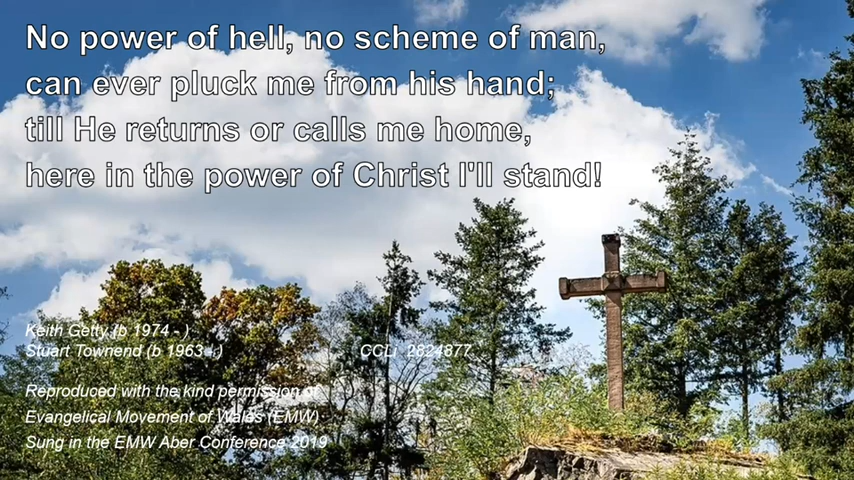 No power of hell, no scheme of man,
can ever pluck me from his hand;
till He returns or calls me home,
here in the power of Christ I'll stand!
Keith Getty (b 1974 - )
Stuart Townend (b 1963 - ) CCLi 2824877
Reproduced with the kind permission of
Evangelical Movement of Wales (EMW)
Sung in the EMW Aber Conference 2019